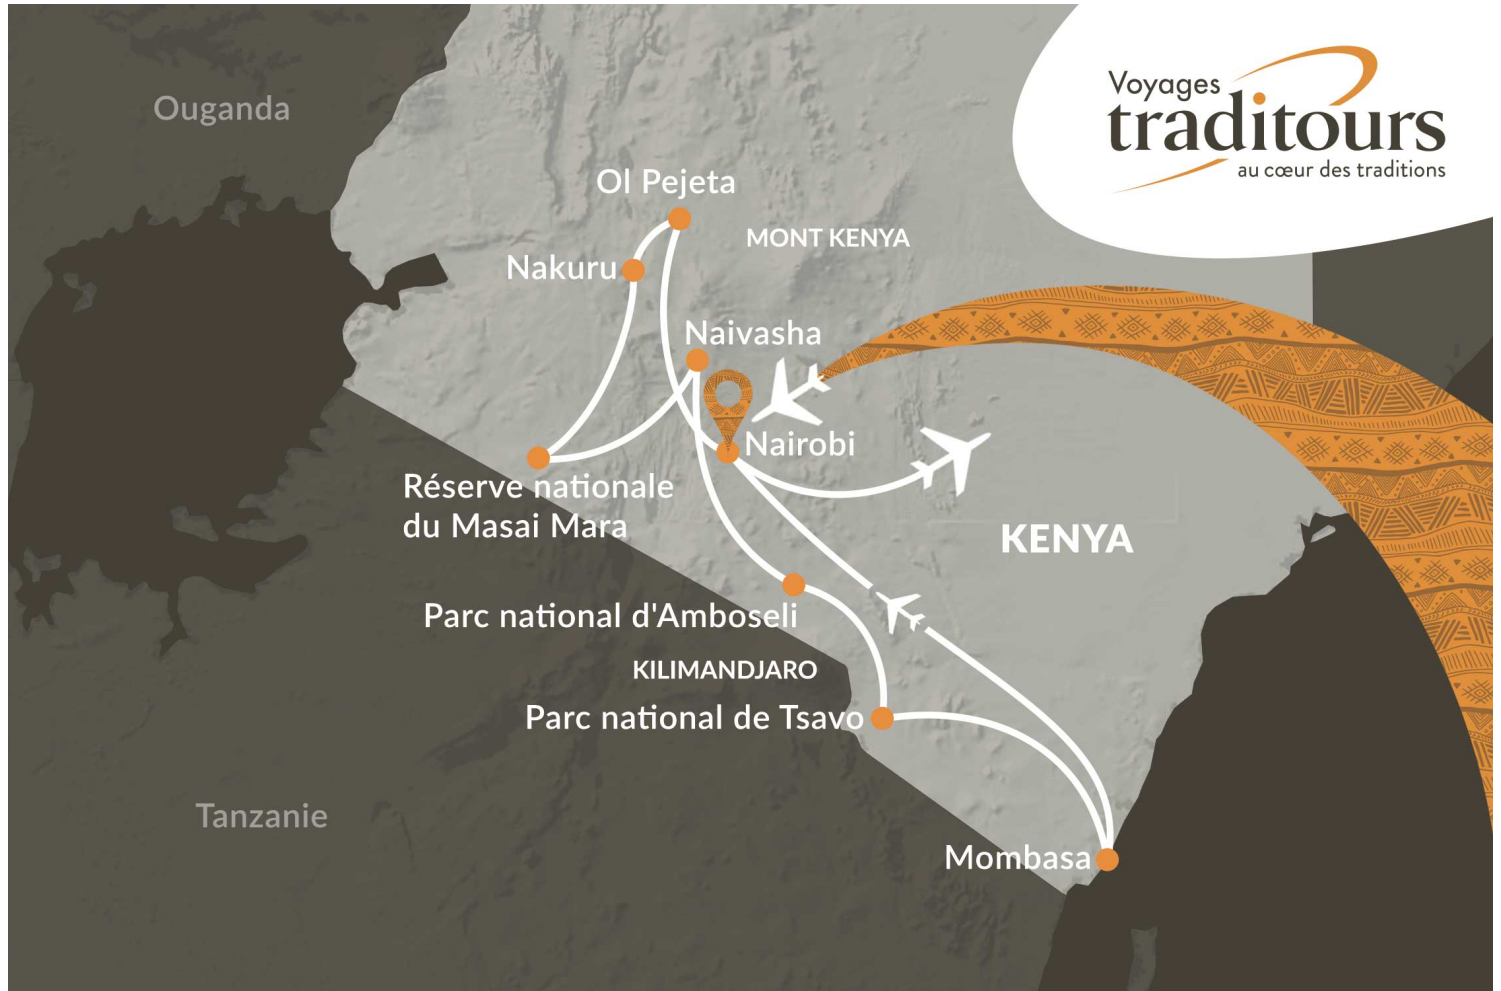 Ouganda
Voyages
traditours
au cœur des traditions
Ol Pejeta
MONT KENYA
Nakuru
Naivasha
Nairobi
Réserve nationale
du Masai Mara
KENYA
Parc national d'Amboseli
KILIMANDJARO
Parc national de Tsavo
Tanzanie
Mombasa